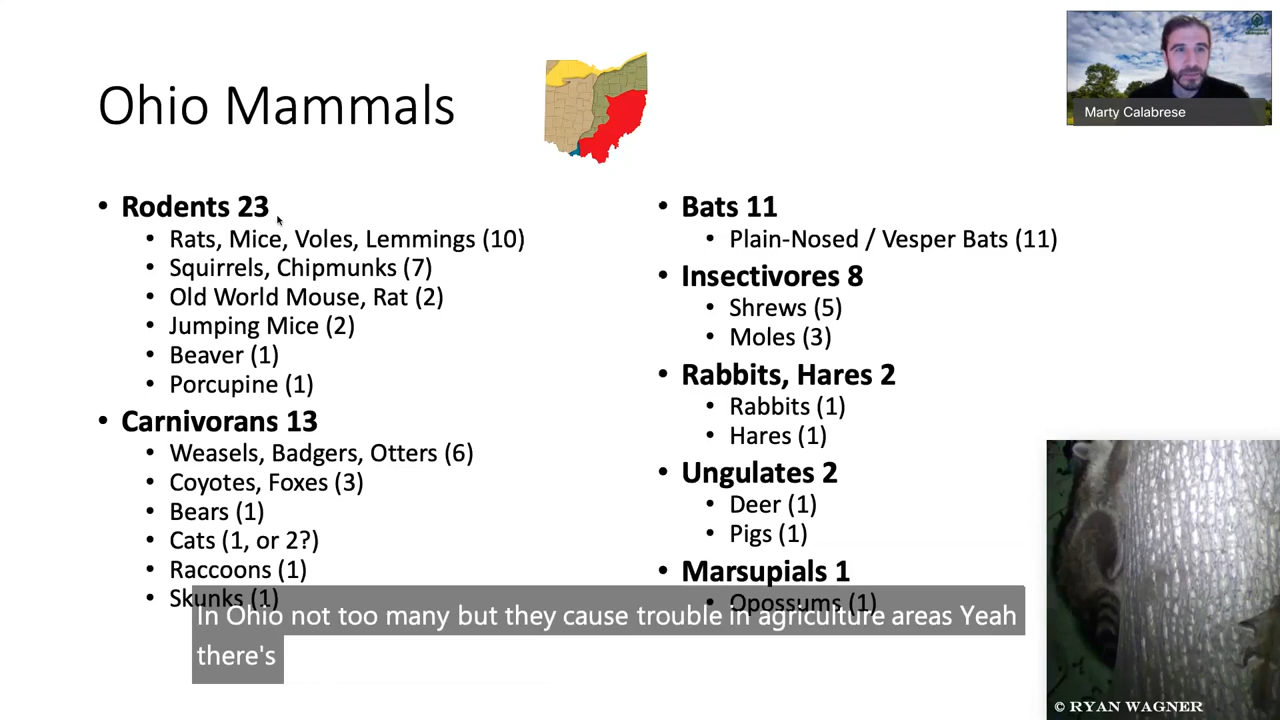 Ohio Mammals
Marty Calabrese
• Rodents 23
• Rats, Mice, Voles, Lemmings (10)
• Squirrels, Chipmunks (7)
• Old World Mouse, Rat (2)
• Jumping Mice (2)
• Beaver (1)
• Porcupine (1)
• Carnivorans 13
• Weasels, Badgers, Otters (6)
• Coyotes, Foxes (3)
• Bears (1)
• Cats (1, or 2?)
• Raccoons (1)
• Skunks (1)
• Bats 11
• Plain-Nosed / Vesper Bats (11)
• Insectivores 8
• Shrews (5)
• Moles (3)
• Rabbits, Hares 2
• Rabbits (1)
• Hares (1)
• Ungulates 2
• Deer (1)
• Pigs (1)
• Marsupials 1
• Opossums (1)
In Ohio not too many but they cause trouble in agriculture areas Yeah
there's
© RYAN WAGNER